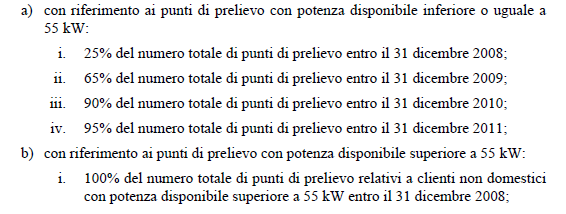 a) con riferimento ai punti di prelievo con potenza disponibile inferiore o uguale a
55 kW:
i. 25% del numero totale di punti di prelievo entro il 31 dicembre 2008;
ii. 65% del numero totale di punti di prelievo entro il 31 dicembre 2009;
iii. 90% del numero totale di punti di prelievo entro il 31 dicembre 2010;
iv. 95% del numero totale di punti di prelievo entro il 31 dicembre 2011;
b) con riferimento ai punti di prelievo con potenza disponibile superiore a 55 kW:
i. 100% del numero totale di punti di prelievo relativi a clienti non domestici
con potenza disponibile superiore a 55 kW entro il 31 dicembre 2008;